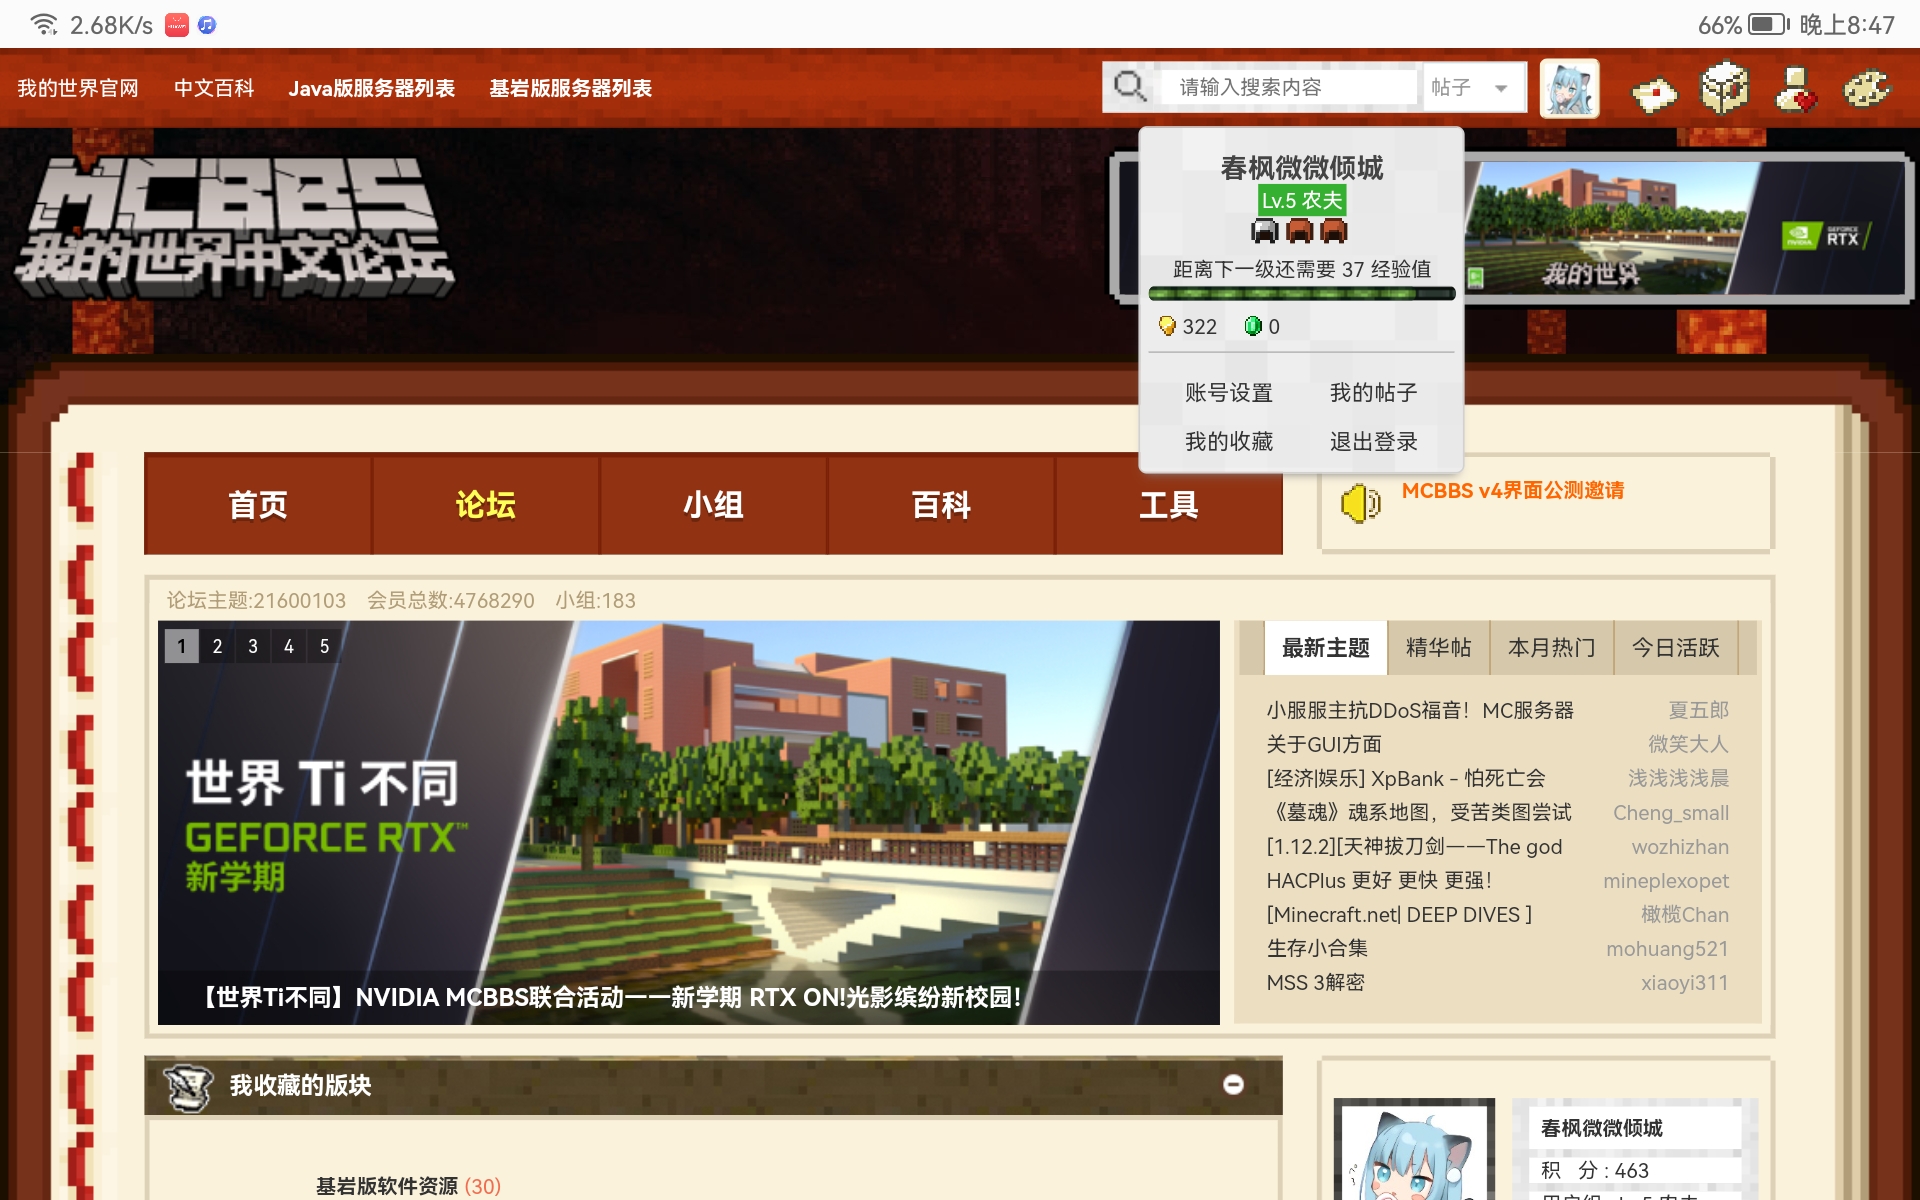 2.68K/s
66% 晚上8:47
我的世界官网 中文百科 Java版服务器列表 基岩版服务器列表
请输入搜索内容 帖子
MCBBS
我的世界中文论坛
春枫微微倾城
Lv.5 农夫
距离下一级还需要 37 经验值
322 0
账号设置 我的帖子
我的收藏 退出登录
我的世界
NVIDIA GEFORCE RTX
首页 论坛 小组 百科 工具
MCBBS v4界面公测邀请
论坛主题:21600103 会员总数:4768290 小组:183
1 2 3 4 5
世界 Ti 不同
GEFORCE RTX™
新学期
【世界Ti不同】NVIDIA MCBBS联合活动——新学期 RTX ON!光影缤纷新校园!
最新主题 精华帖 本月热门 今日活跃
小服服主抗DDoS福音！MC服务器 夏五郎
关于GUI方面 微笑大人
[经济|娱乐] XpBank - 怕死亡会 浅浅浅浅晨
《墓魂》魂系地图，受苦类图尝试 Cheng_small
[1.12.2][天神拔刀剑——The god wozhizhan
HACPlus 更好 更快 更强！ mineplexopet
[Minecraft.net| DEEP DIVES ] 橄榄Chan
生存小合集 mohuang521
MSS 3解密 xiaoyi311
我收藏的版块
基岩版软件资源 (30)
春枫微微倾城
积 分 : 463